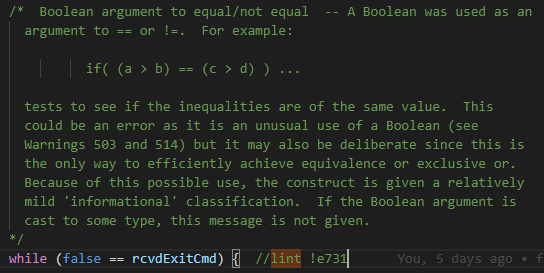 /*  Boolean argument to equal/not equal  -- A Boolean was used as an
argument to == or !=.  For example:
if( (a > b) == (c > d) ) ...
tests to see if the inequalities are of the same value.  This
could be an error as it is an unusual use of a Boolean (see
Warnings 503 and 514) but it may also be deliberate since this is
the only way to efficiently achieve equivalence or exclusive or.
Because of this possible use, the construct is given a relatively
mild 'informational' classification.  If the Boolean argument is
cast to some type, this message is not given.
*/
while (false == rcvdExitCmd) {  //lint !e731 You, 5 days ago • f